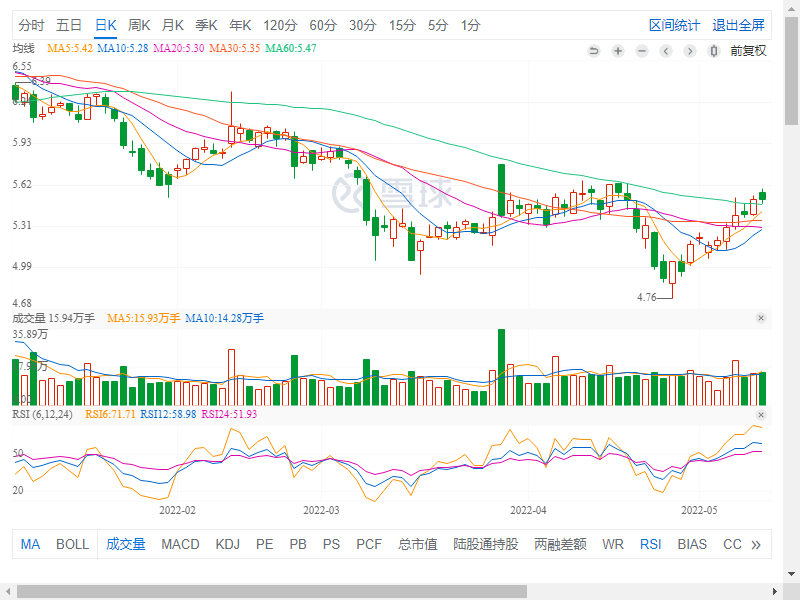 分时 五日 日K 周K 月K 季K 年K 120分 60分 30分 15分 5分 1分 区间统计 退出全屏
均线 MA5:5.42 MA10:5.28 MA20:5.30 MA30:5.35 MA60:5.47 前复权
6.55
6.39
5.93
5.62
雪球
5.31
4.99
4.76
4.68
成交量 15.94万手 MA5:15.93万手 MA10:14.28万手
35.89万
RSI (6,12,24) RSI6:71.71 RSI12:58.98 RSI24:51.93
50
20
2022-02 2022-03 2022-04 2022-05
MA BOLL 成交量 MACD KDJ PE PB PS PCF 总市值 陆股通持股 两融差额 WR RSI BIAS CC »